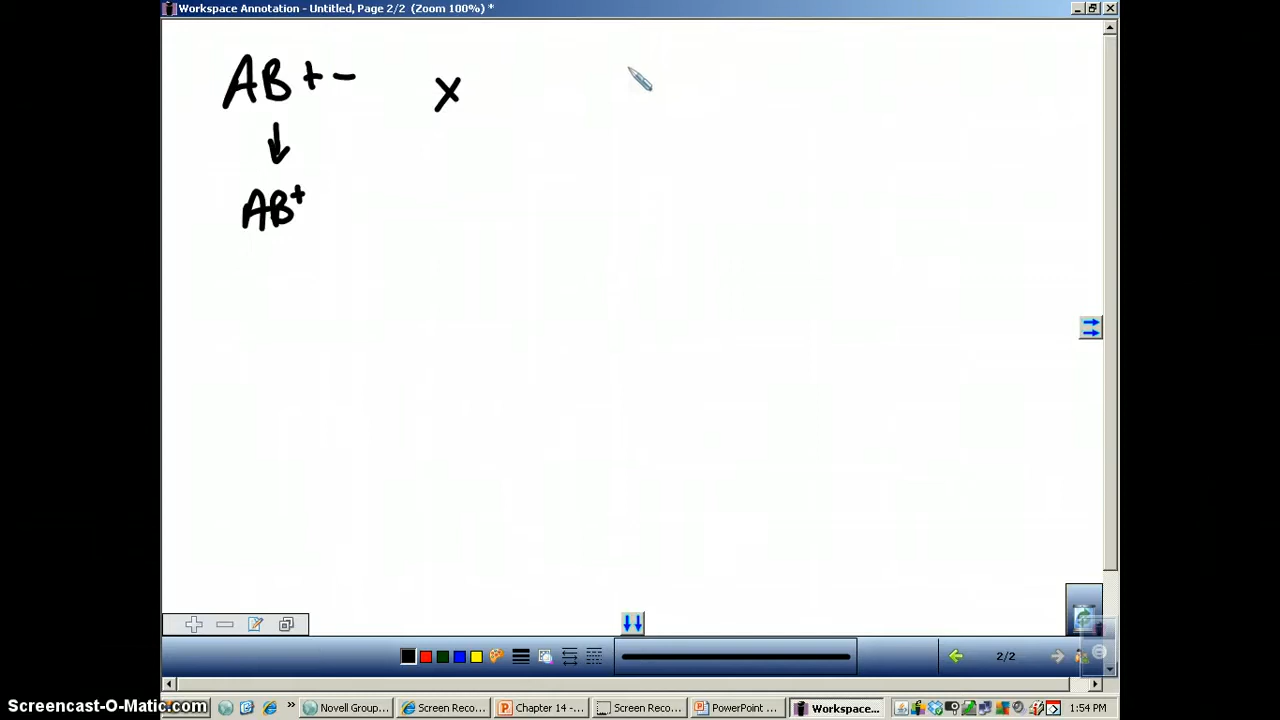 Workspace Annotation - Untitled, Page 2/2 (Zoom 100%) *
AB + - x
AB+
2/2
Screencast-O-Matic.com
» Novell Group... Screen Reco... Chapter 14 -... Screen Reco... PowerPoint ... Workspace... 1:54 PM